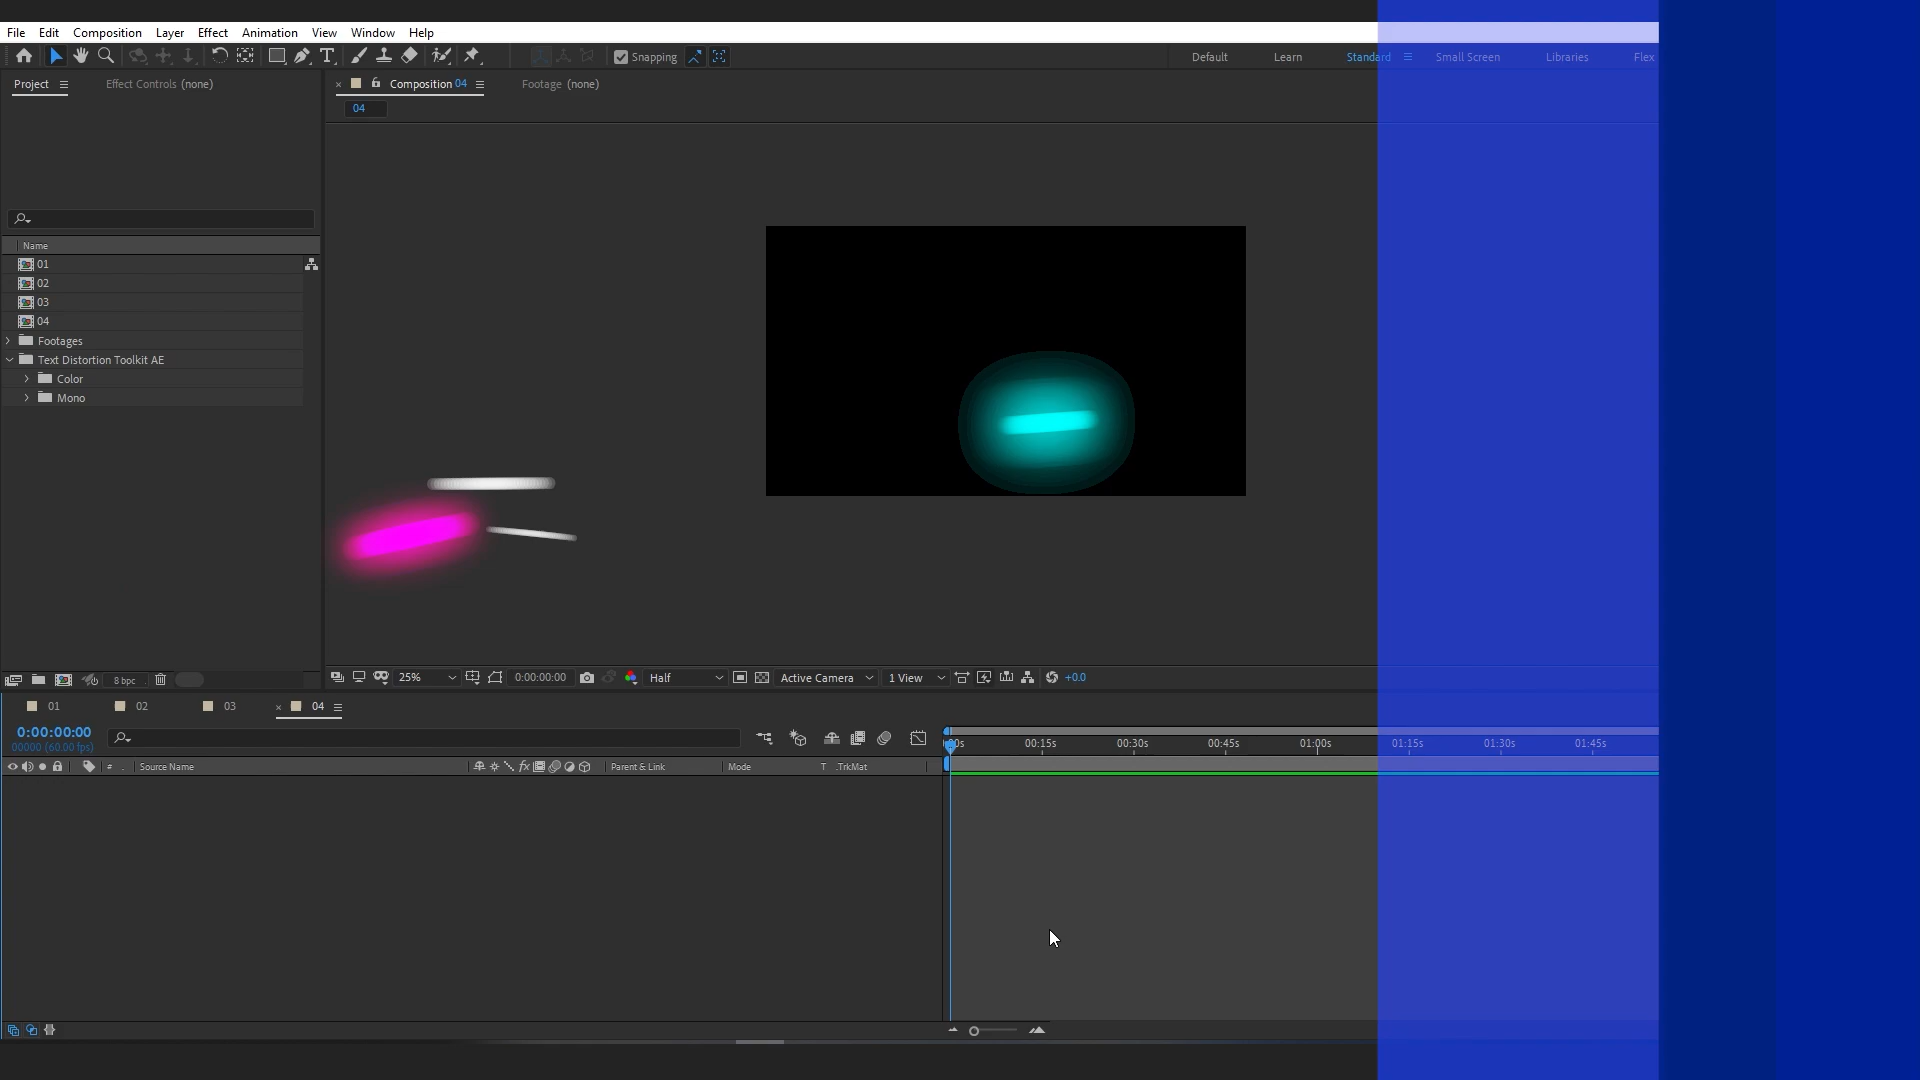 File Edit Composition Layer Effect Animation View Window Help
Snapping Default Learn Standard Small Screen Libraries Flex
Project Effect Controls (none) Composition 04 Footage (none)
04
Name
01
02
03
04
Footages
Text Distortion Toolkit AE
Color
Mono
8 bpc 25% 0:00:00:00 Half Active Camera 1 View +0.0
01 02 03 04
0:00:00:00
00000 (60.00 fps)
00:15s 00:30s 00:45s 01:00s 01:15s 01:30s 01:45s
# Source Name fx Parent & Link Mode T .TrkMat